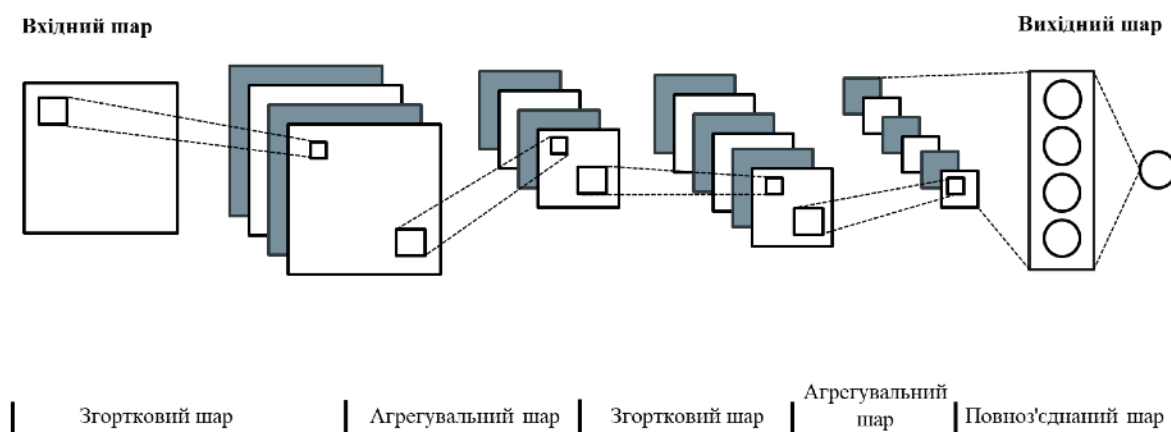 Вхідний шар
Вихідний шар
Згортковий шар
Агрегувальний шар
Згортковий шар
Агрегувальний
шар
Повноз'єднаний шар